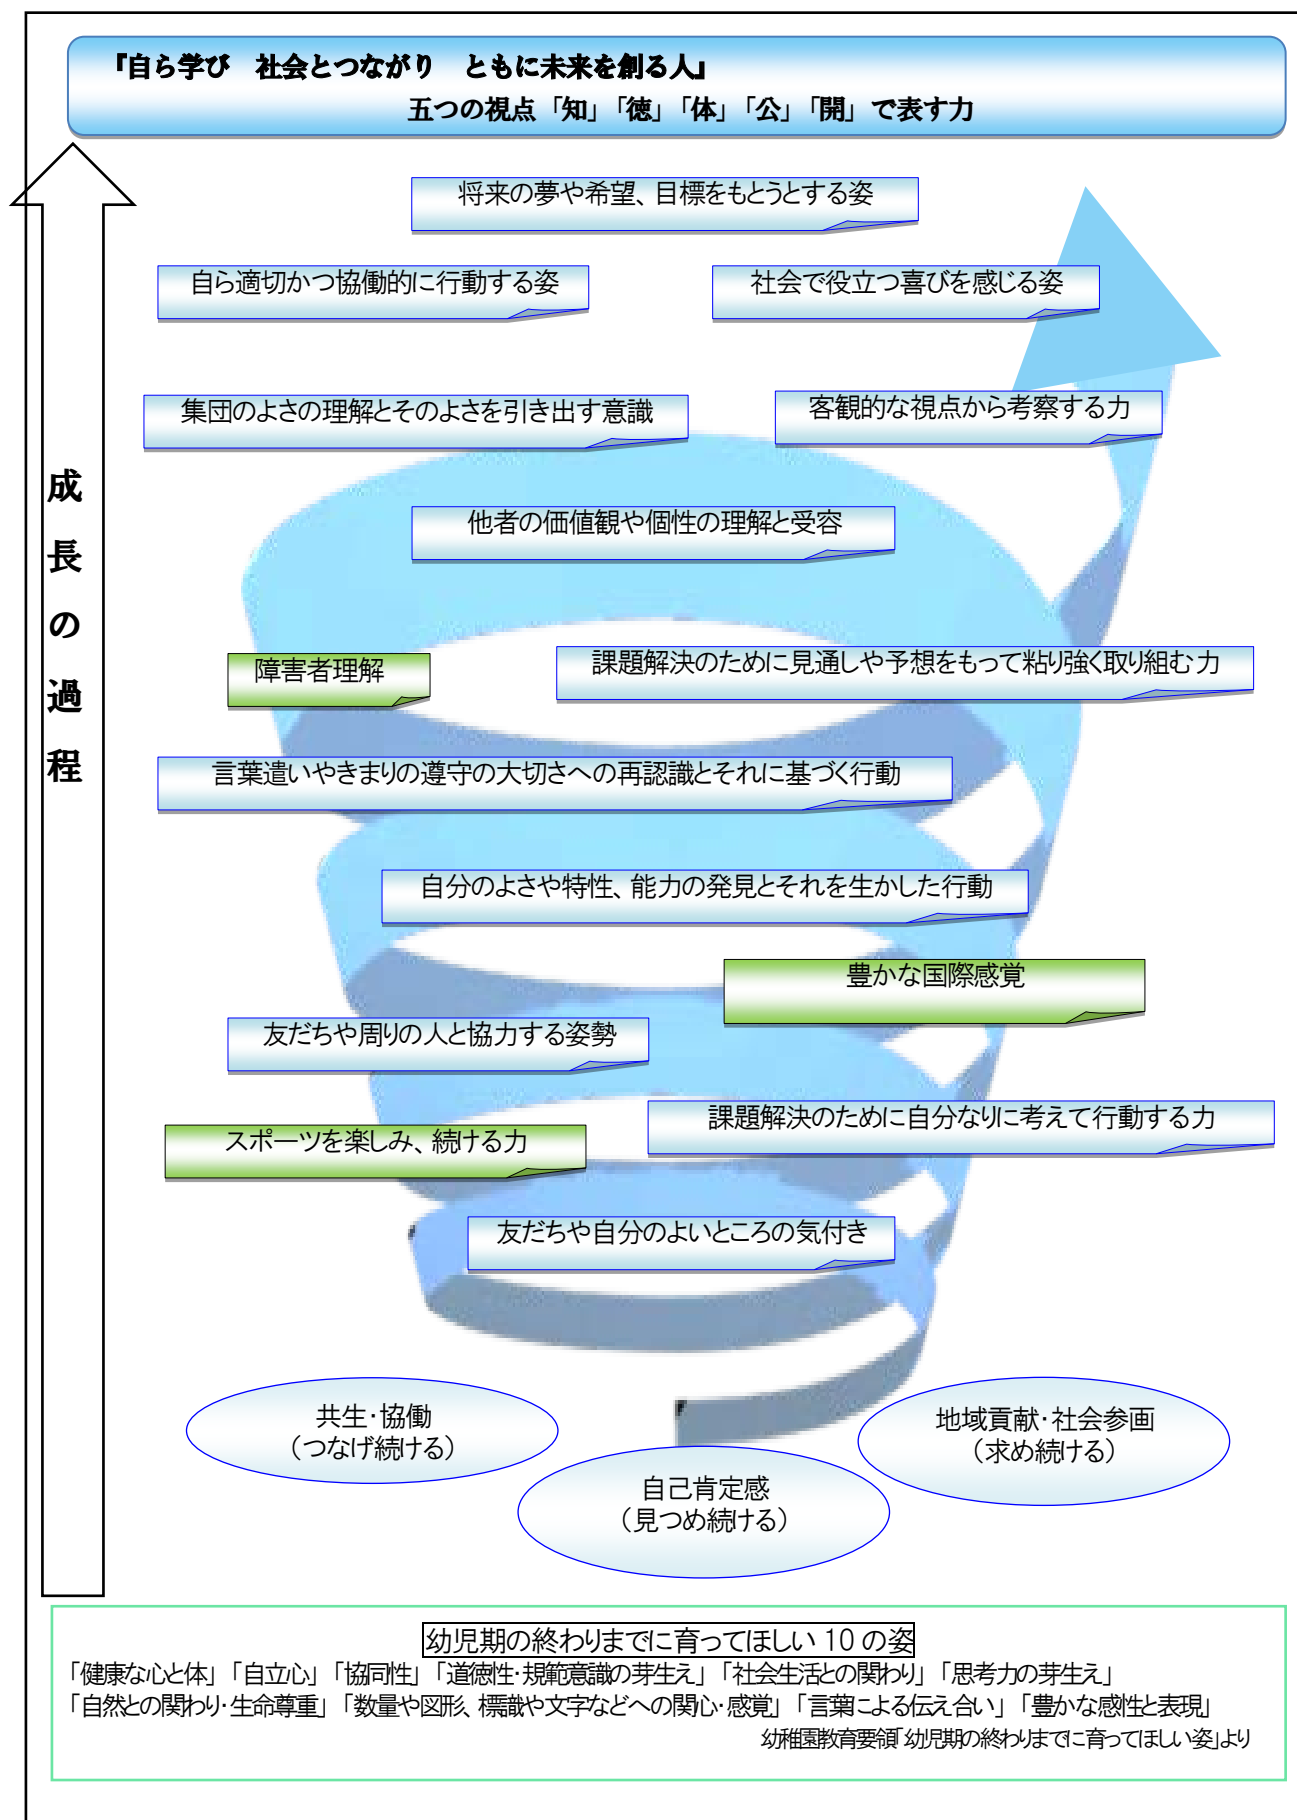 『自ら学び　社会とつながり　ともに未来を創る人』
五つの視点「知」「徳」「体」「公」「開」で表す力
将来の夢や希望、目標をもとうとする姿
自ら適切かつ協働的に行動する姿
社会で役立つ喜びを感じる姿
集団のよさの理解とそのよさを引き出す意識
客観的な視点から考察する力
成長の過程
他者の価値観や個性の理解と受容
障害者理解
課題解決のために見通しや予想をもって粘り強く取り組む力
言葉遣いやきまりの遵守の大切さへの再認識とそれに基づく行動
自分のよさや特性、能力の発見とそれを生かした行動
豊かな国際感覚
友だちや周りの人と協力する姿勢
課題解決のために自分なりに考えて行動する力
スポーツを楽しみ、続ける力
友だちや自分のよいところの気付き
共生・協働
（つなげ続ける）
地域貢献・社会参画
（求め続ける）
自己肯定感
（見つめ続ける）
幼児期の終わりまでに育ってほしい 10 の姿
「健康な心と体」「自立心」「協同性」「道徳性・規範意識の芽生え」「社会生活との関わり」「思考力の芽生え」
「自然との関わり・生命尊重」「数量や図形、標識や文字などへの関心・感覚」「言葉による伝え合い」「豊かな感性と表現」
幼稚園教育要領「幼児期の終わりまでに育ってほしい姿」より